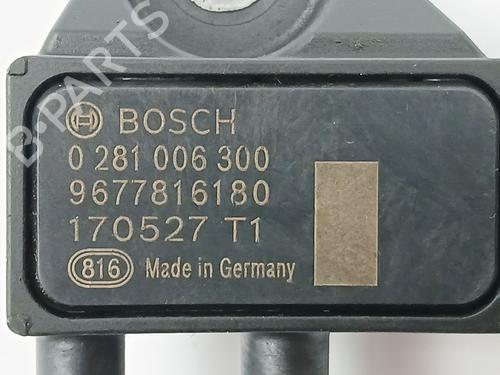 BOSCH
0 281 006 300
9677816180
170527 T1
816 Made in Germany
B-PARTS